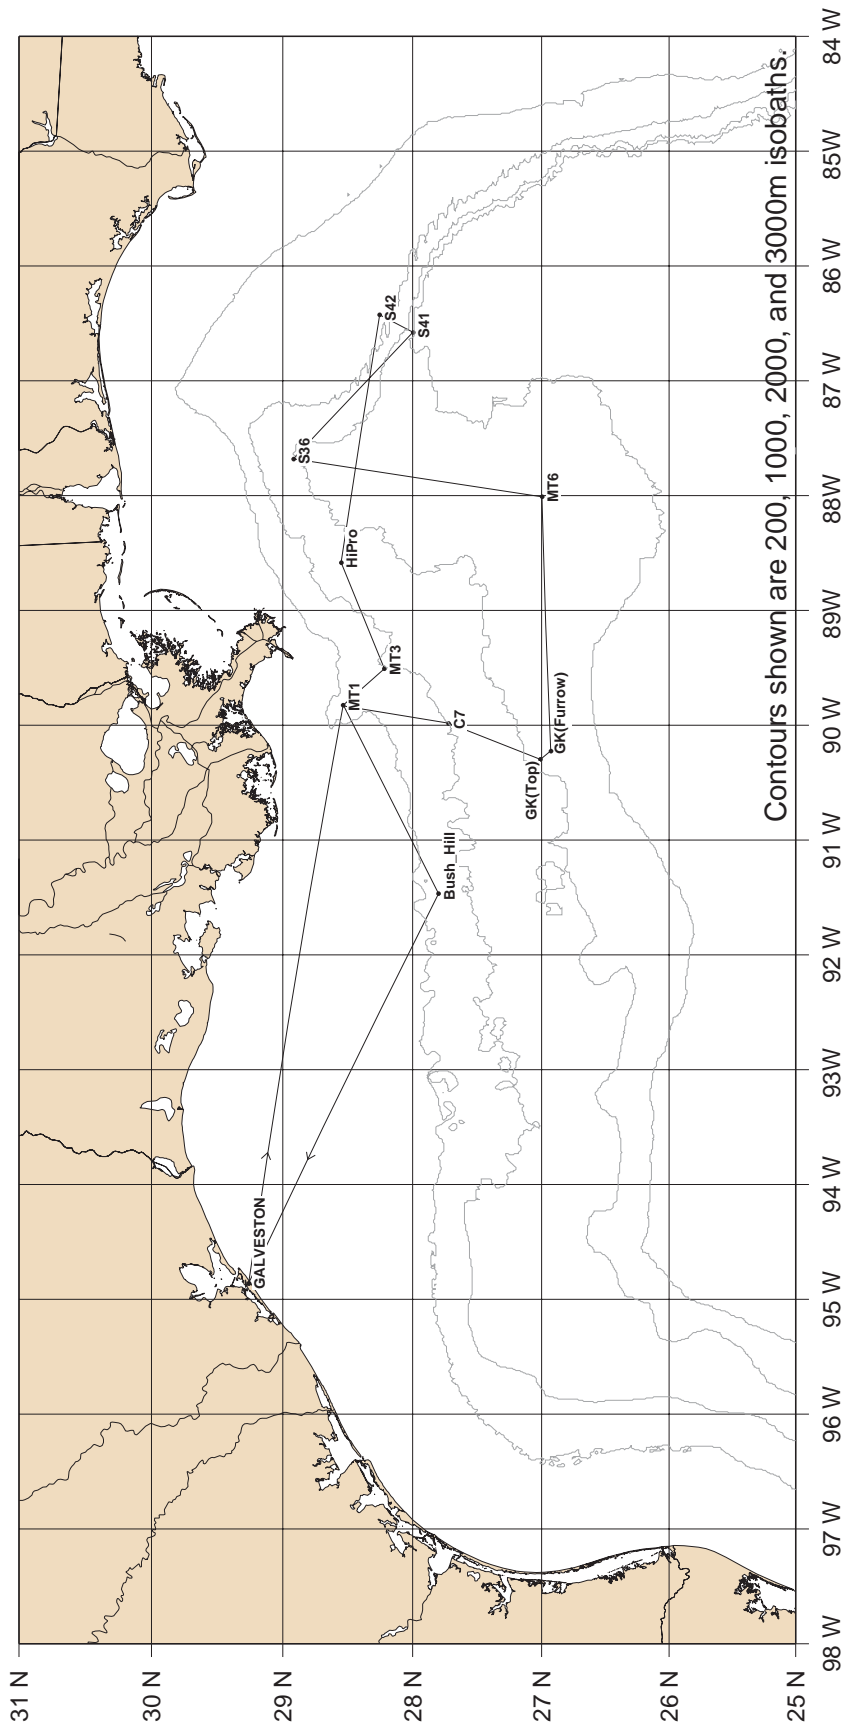 31 N
30 N
29 N
28 N
27 N
26 N
25 N
98 W
97 W
96 W
95 W
94 W
93W
92 W
91 W
90 W
89W
88W
87 W
86 W
85W
84 W
GALVESTON
Bush_Hill
MT1
MT3
C7
GK(Top)
GK(Furrow)
HiPro
S36
MT6
S42
S41
Contours shown are 200, 1000, 2000, and 3000m isobaths.